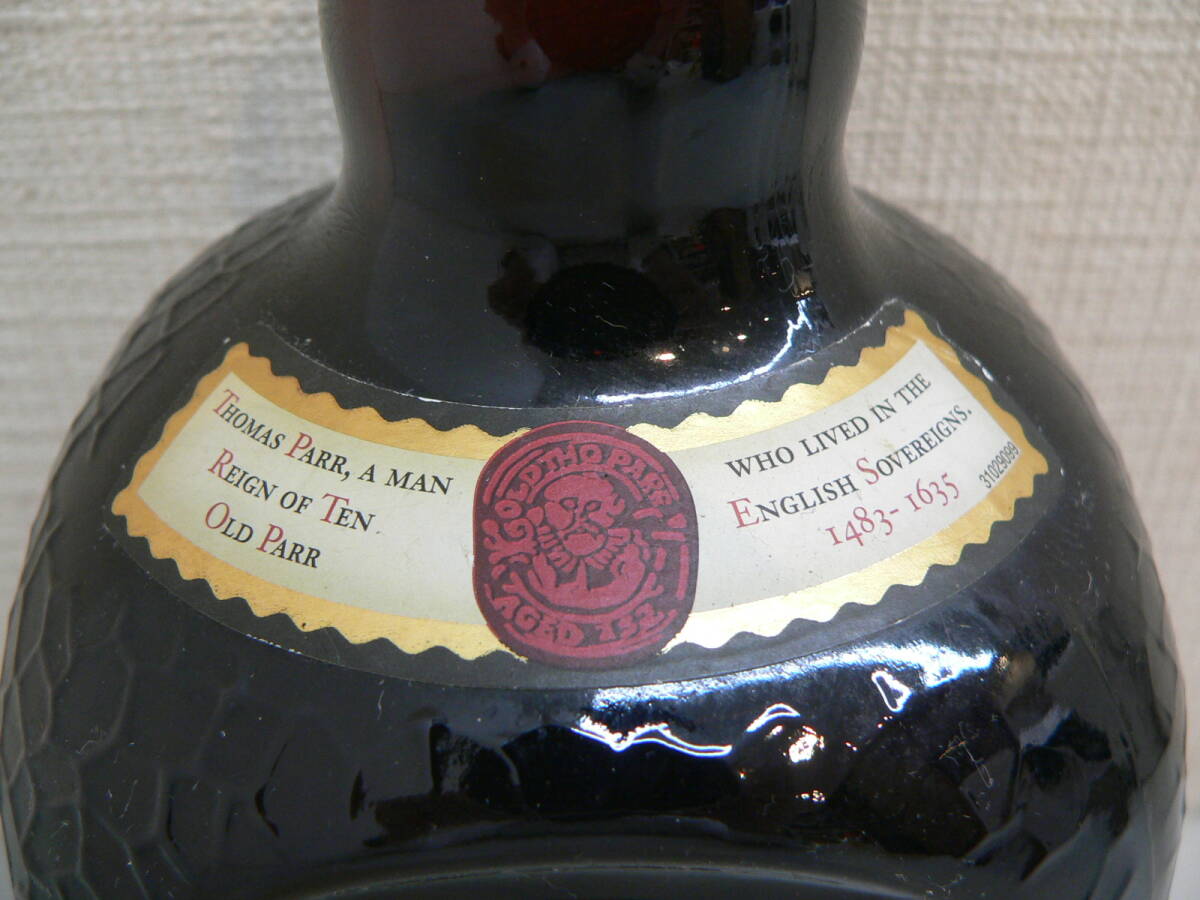 Thomas Parr, a man
Reign of Ten
Old Parr
OLD THO PARR
AGED 152
who lived in the
English Sovereigns.
1483-1635
31029099